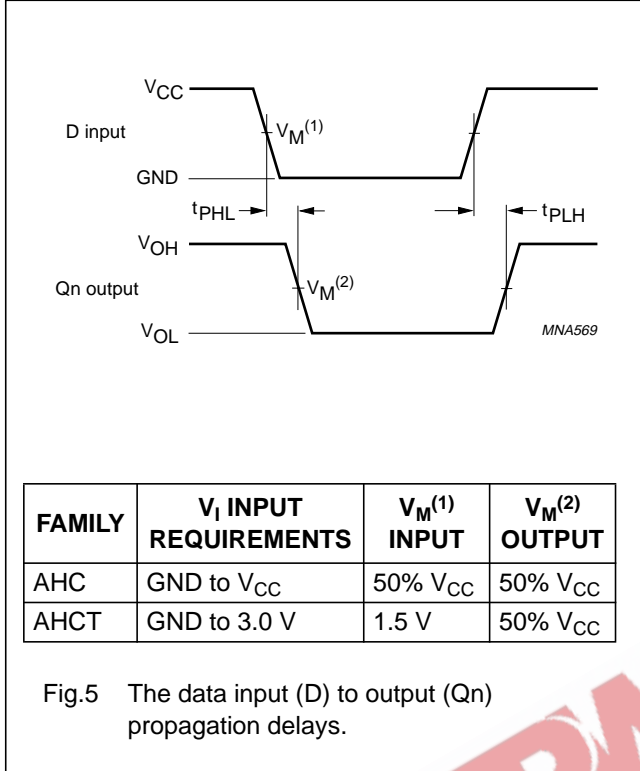 VCC
D input
VM(1)
GND
tPHL
tPLH
VOH
Qn output
VM(2)
VOL
MNA569
FAMILY VI INPUT REQUIREMENTS VM(1) INPUT VM(2) OUTPUT
AHC GND to VCC 50% VCC 50% VCC
AHCT GND to 3.0 V 1.5 V 50% VCC
Fig.5 The data input (D) to output (Qn)
propagation delays.